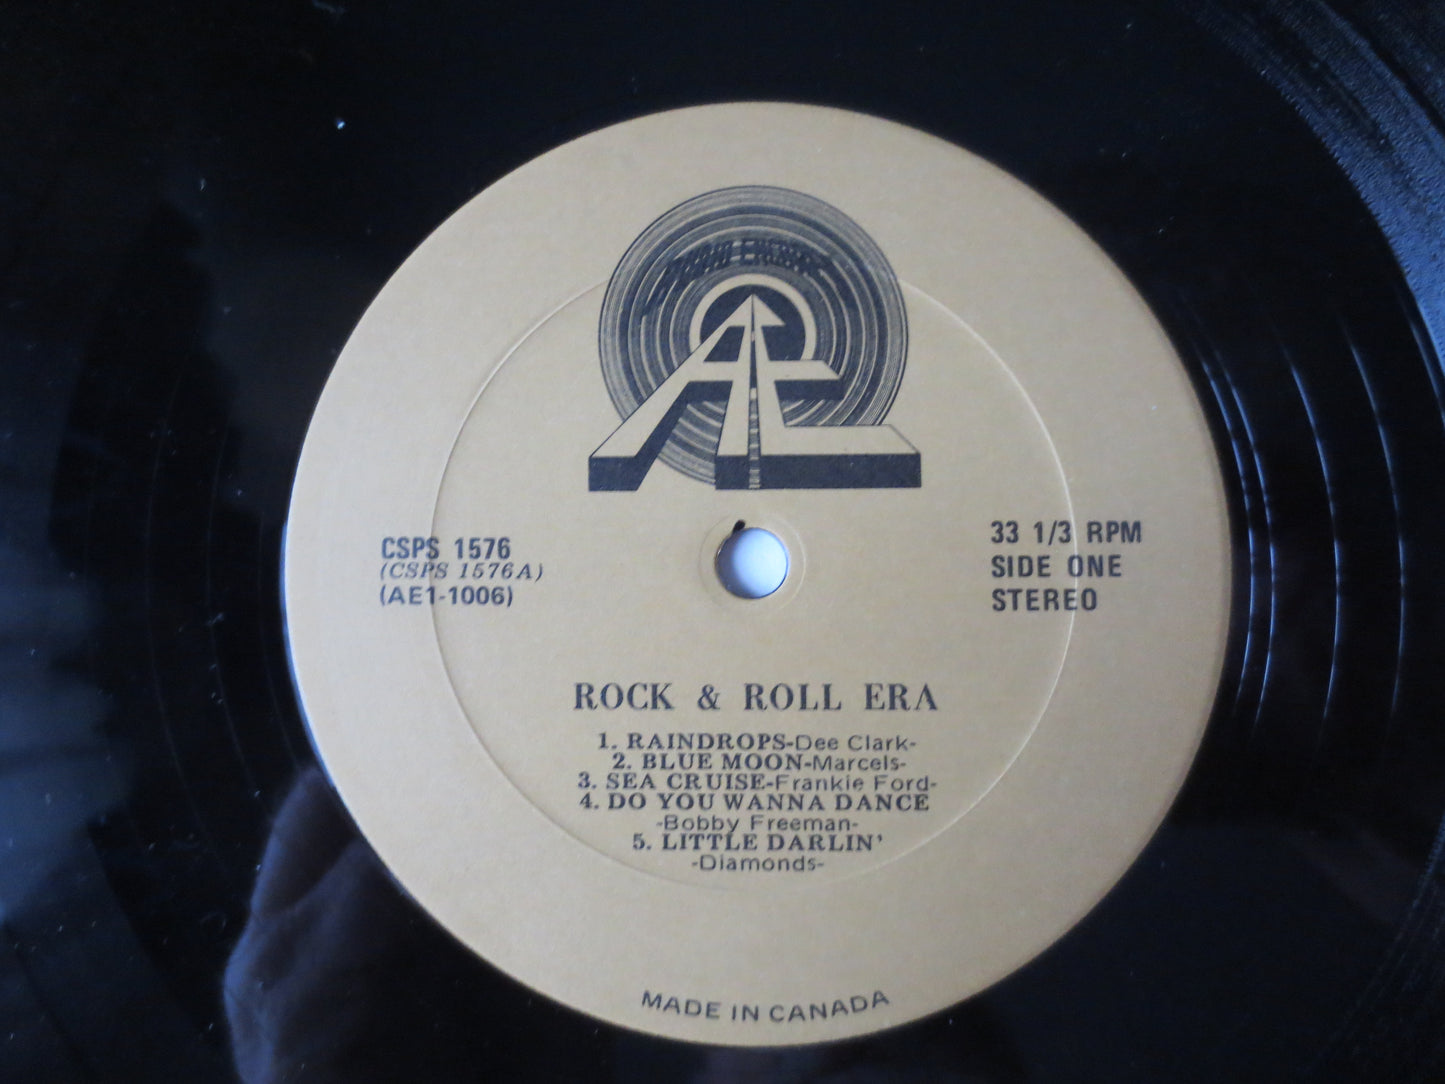 CSPS 1576
(CSPS 1576A)
(AE1-1006)
33 1/3 RPM
SIDE ONE
STEREO
ROCK & ROLL ERA
1. RAINDROPS-Dee Clark-
2. BLUE MOON-Marcels-
3. SEA CRUISE-Frankie Ford-
4. DO YOU WANNA DANCE
-Bobby Freeman-
5. LITTLE DARLIN'
-Diamonds-
MADE IN CANADA